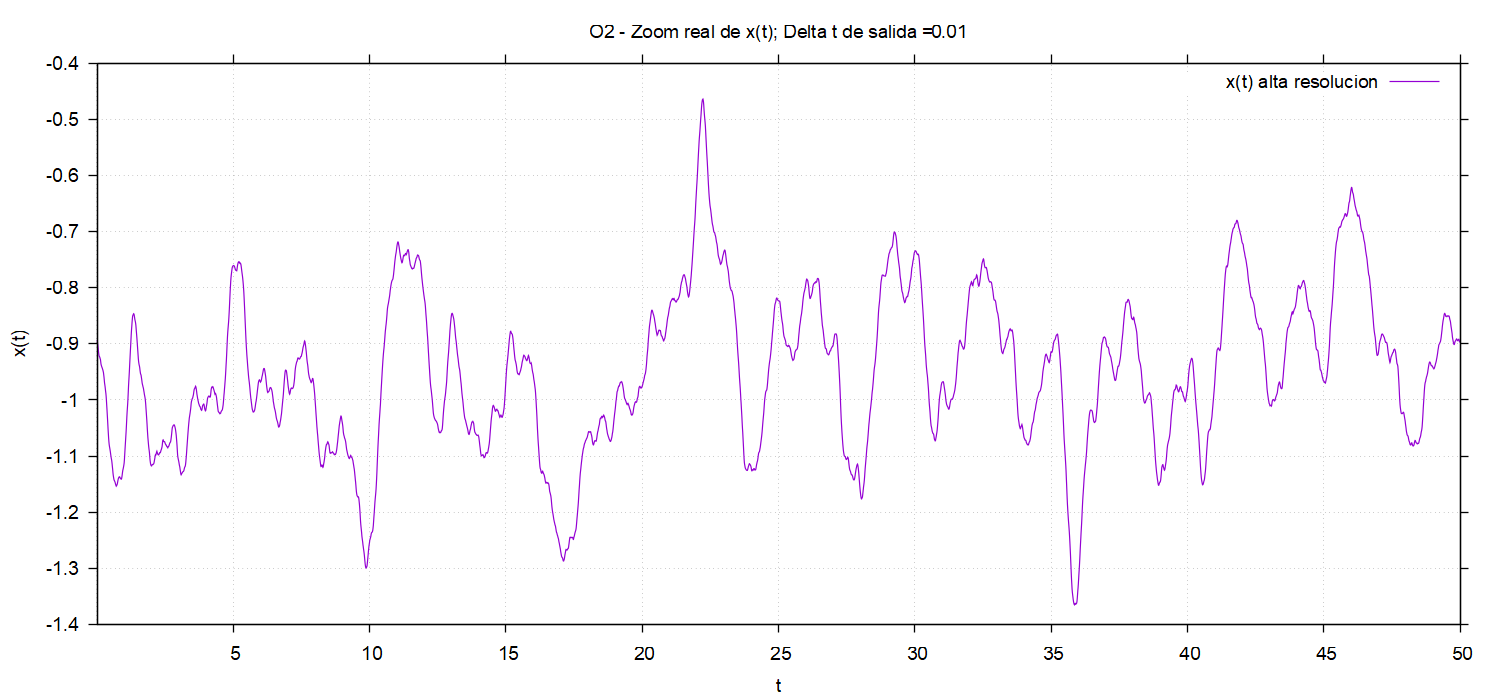 O2 - Zoom real de x(t); Delta t de salida =0.01
x(t) alta resolucion
-0.4
-0.5
-0.6
-0.7
-0.8
-0.9
-1
-1.1
-1.2
-1.3
-1.4
x(t)
5 10 15 20 25 30 35 40 45 50
t